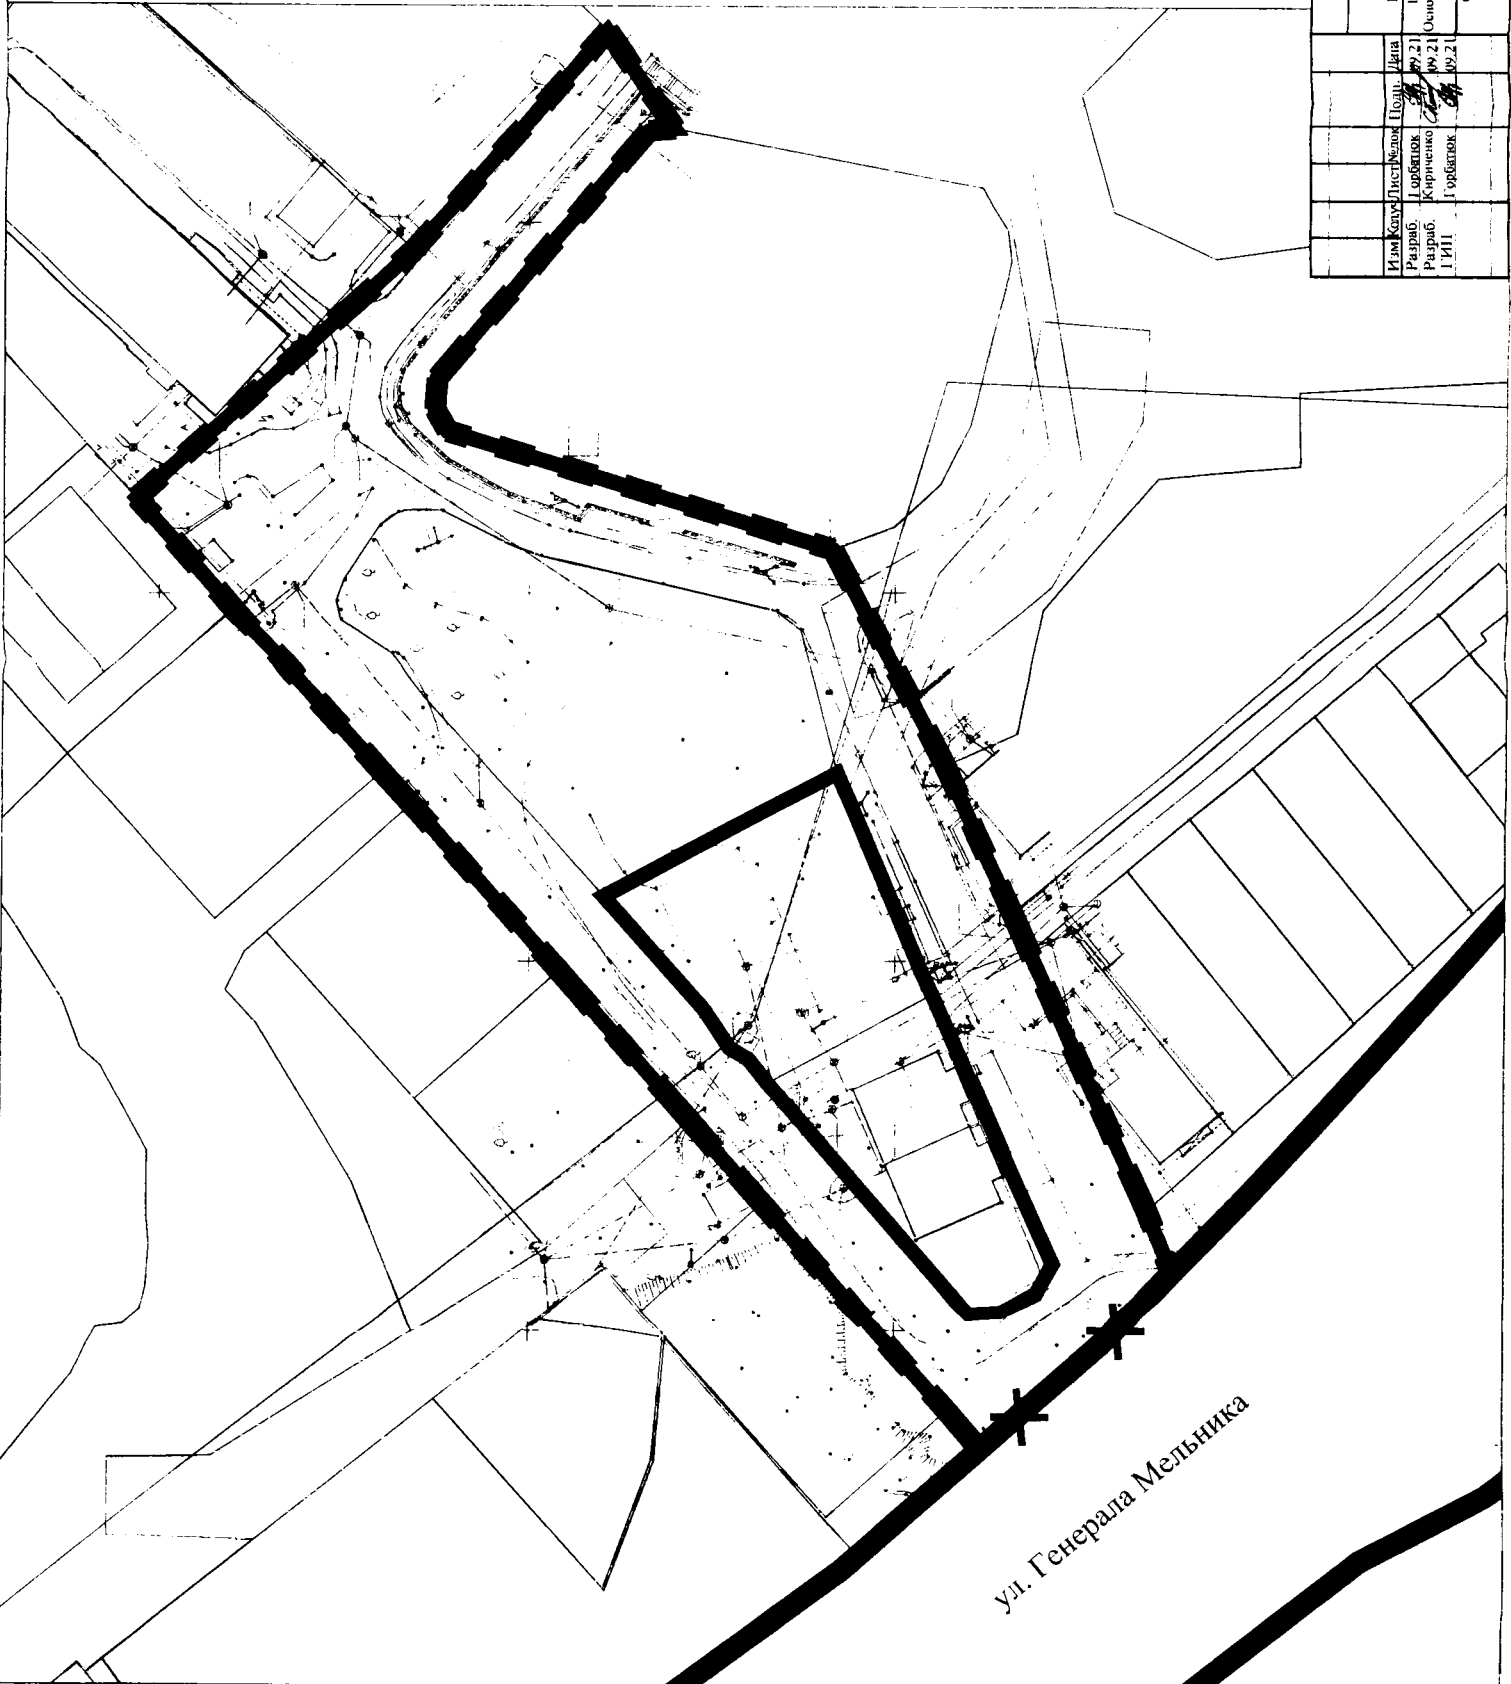 Изм Кол.уч Лист №док Подп. Дата
Разраб. Горбатюк 09.21
Разраб. Кириченко 09.21
ГИП Горбатюк 09.21
ул. Генерала Мельника